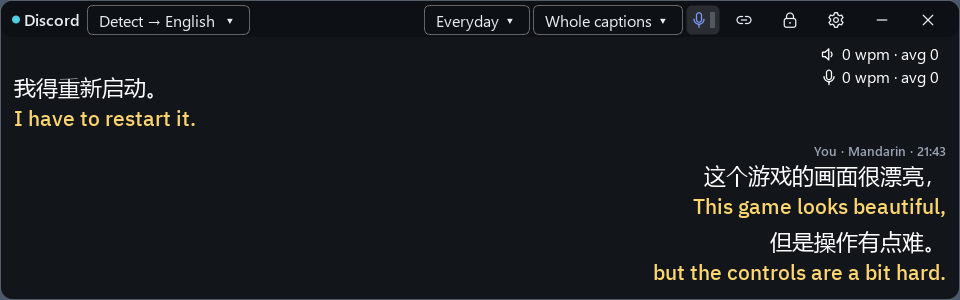 Discord
Detect → English
Everyday
Whole captions
0 wpm · avg 0
0 wpm · avg 0
我得重新启动。
I have to restart it.
You · Mandarin · 21:43
这个游戏的画面很漂亮，
This game looks beautiful,
但是操作有点难。
but the controls are a bit hard.